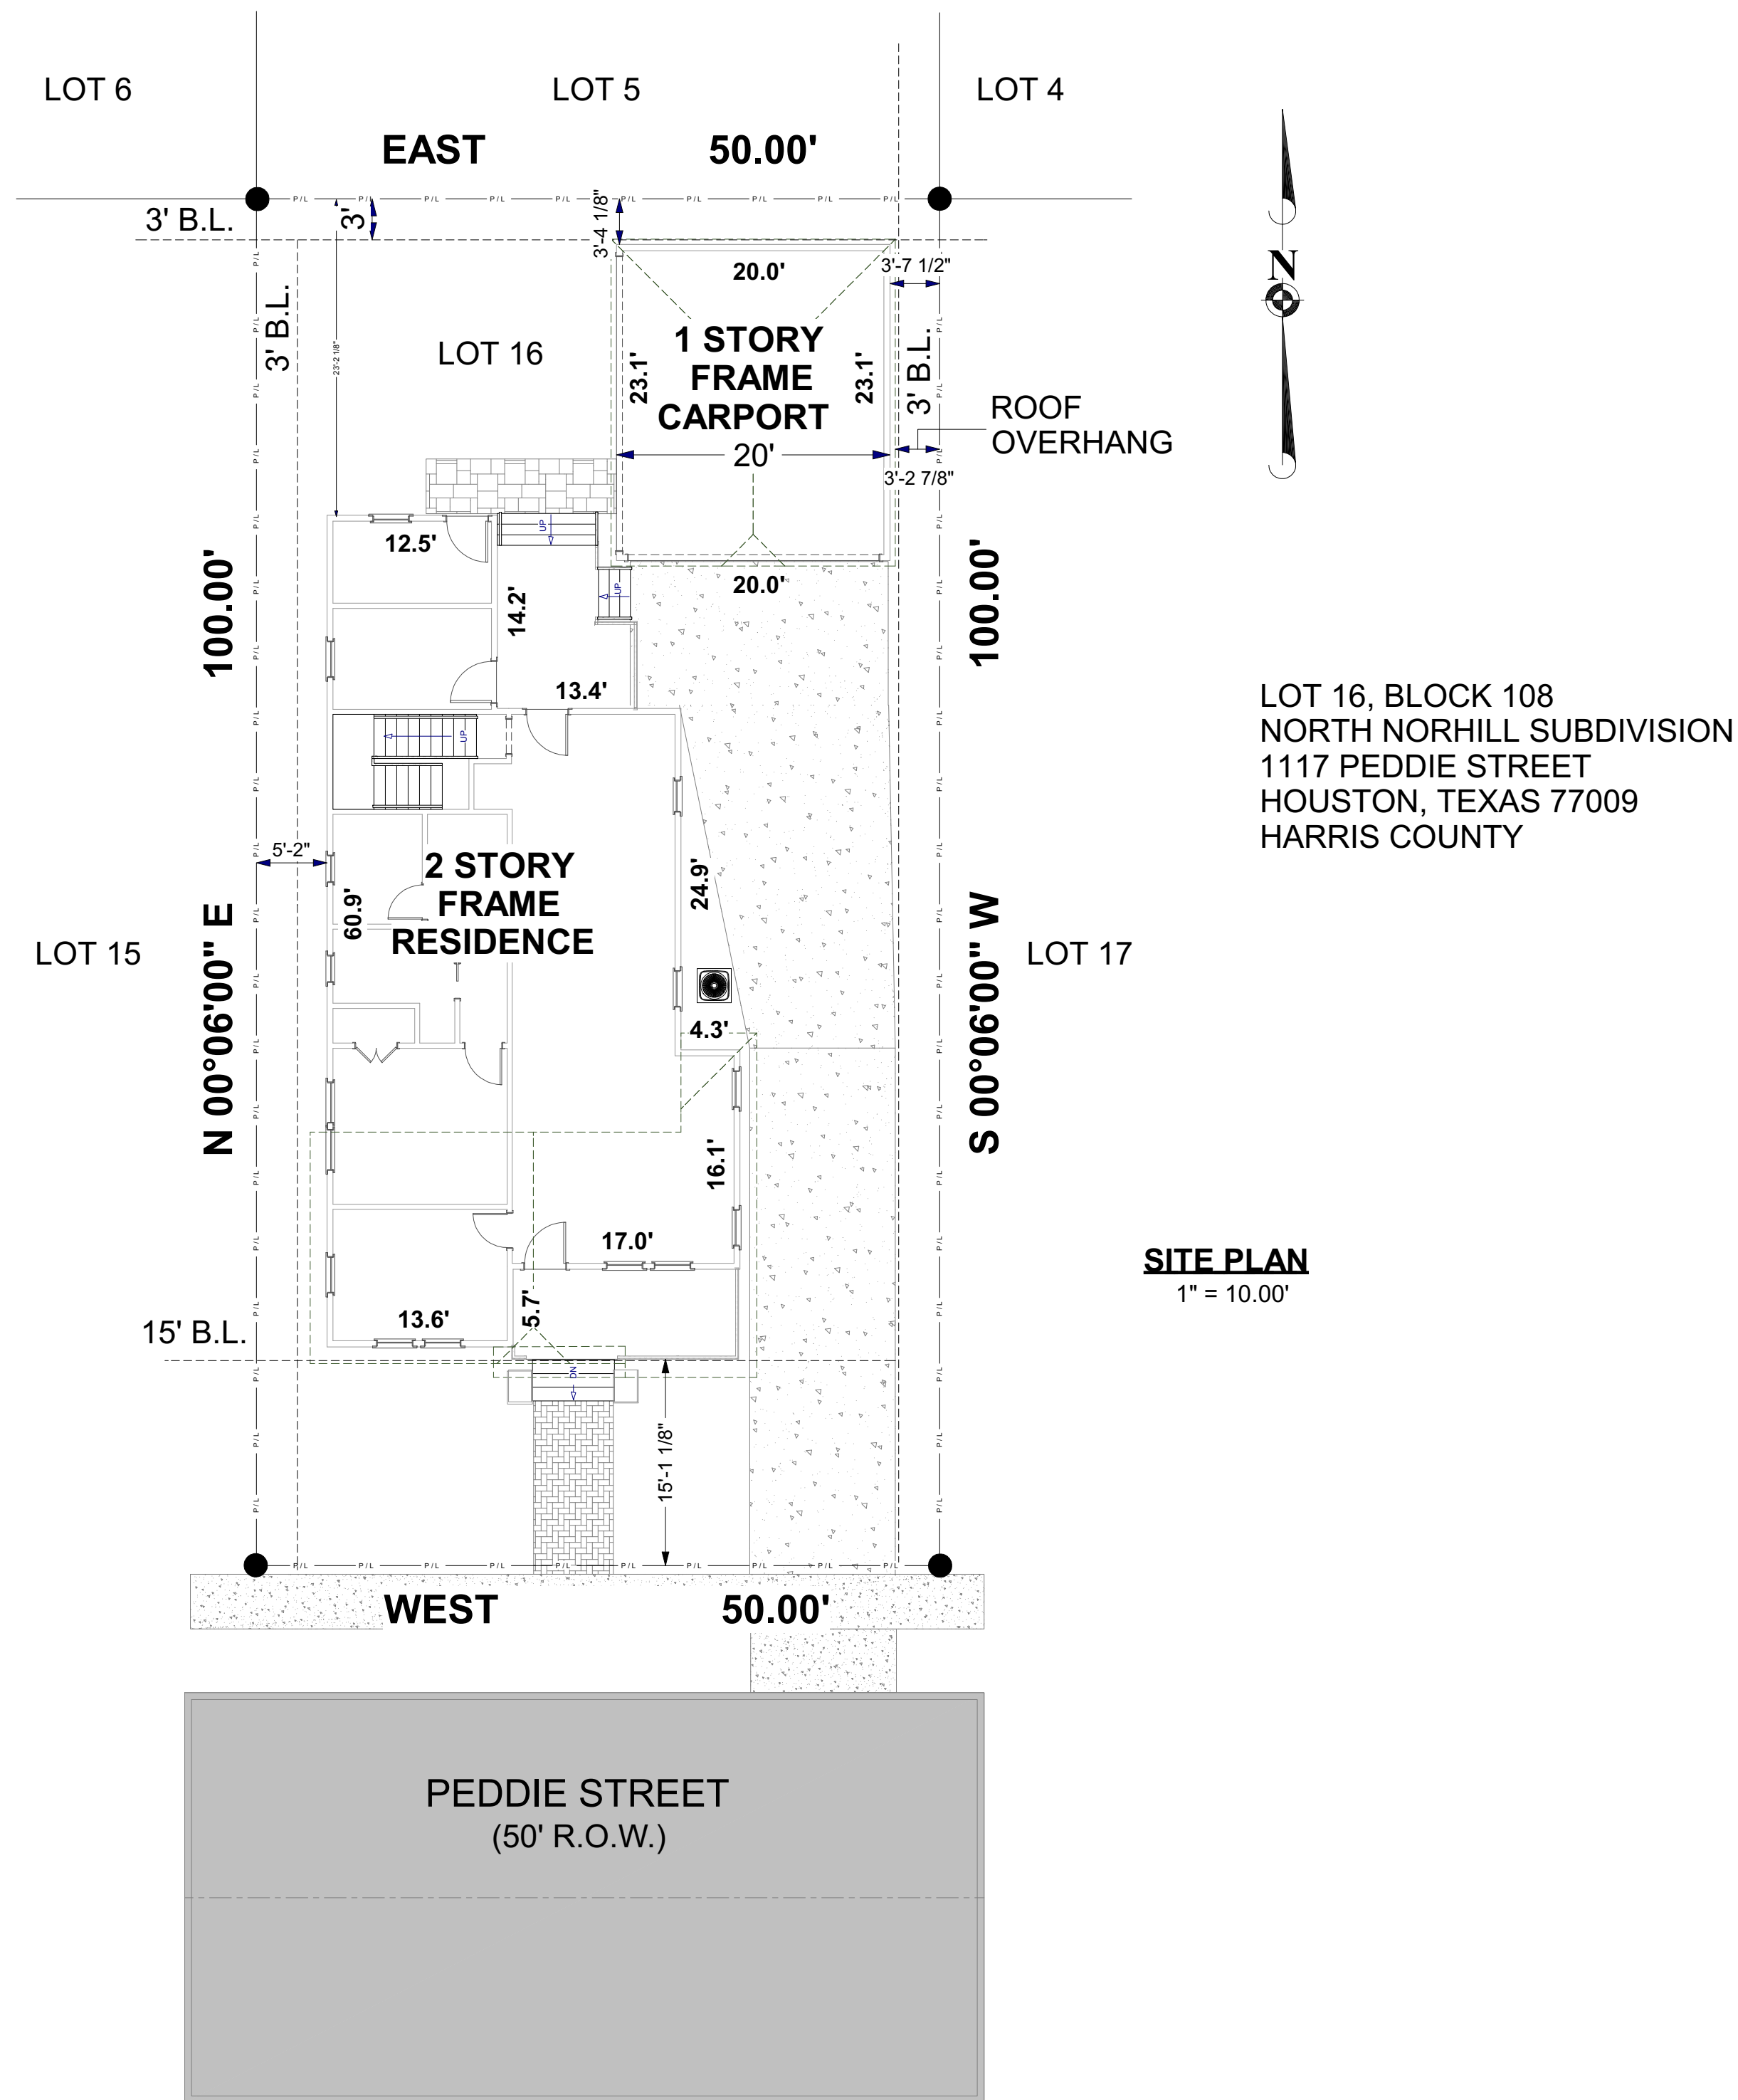 LOT 6
LOT 5
LOT 4
EAST 50.00'
P/L P/L P/L P/L P/L P/L P/L P/L P/L P/L
3' B.L.
3'
3'-4 1/8"
20.0'
3'-7 1/2"
N
3' B.L.
23'-2 1/8"
LOT 16
1 STORY
FRAME
CARPORT
23.1'
23.1'
3' B.L.
ROOF
OVERHANG
20'
3'-2 7/8"
12.5'
UP
UP
20.0'
14.2'
13.4'
100.00'
100.00'
LOT 16, BLOCK 108
NORTH NORHILL SUBDIVISION
1117 PEDDIE STREET
HOUSTON, TEXAS 77009
HARRIS COUNTY
UP
5'-2"
2 STORY
FRAME
RESIDENCE
60.9'
24.9'
LOT 15
N 00°06'00" E
S 00°06'00" W
LOT 17
4.3'
16.1'
17.0'
SITE PLAN
1" = 10.00'
13.6'
5.7'
15' B.L.
DN
15'-1 1/8"
P/L P/L P/L P/L P/L P/L P/L P/L P/L P/L
WEST 50.00'
PEDDIE STREET
(50' R.O.W.)